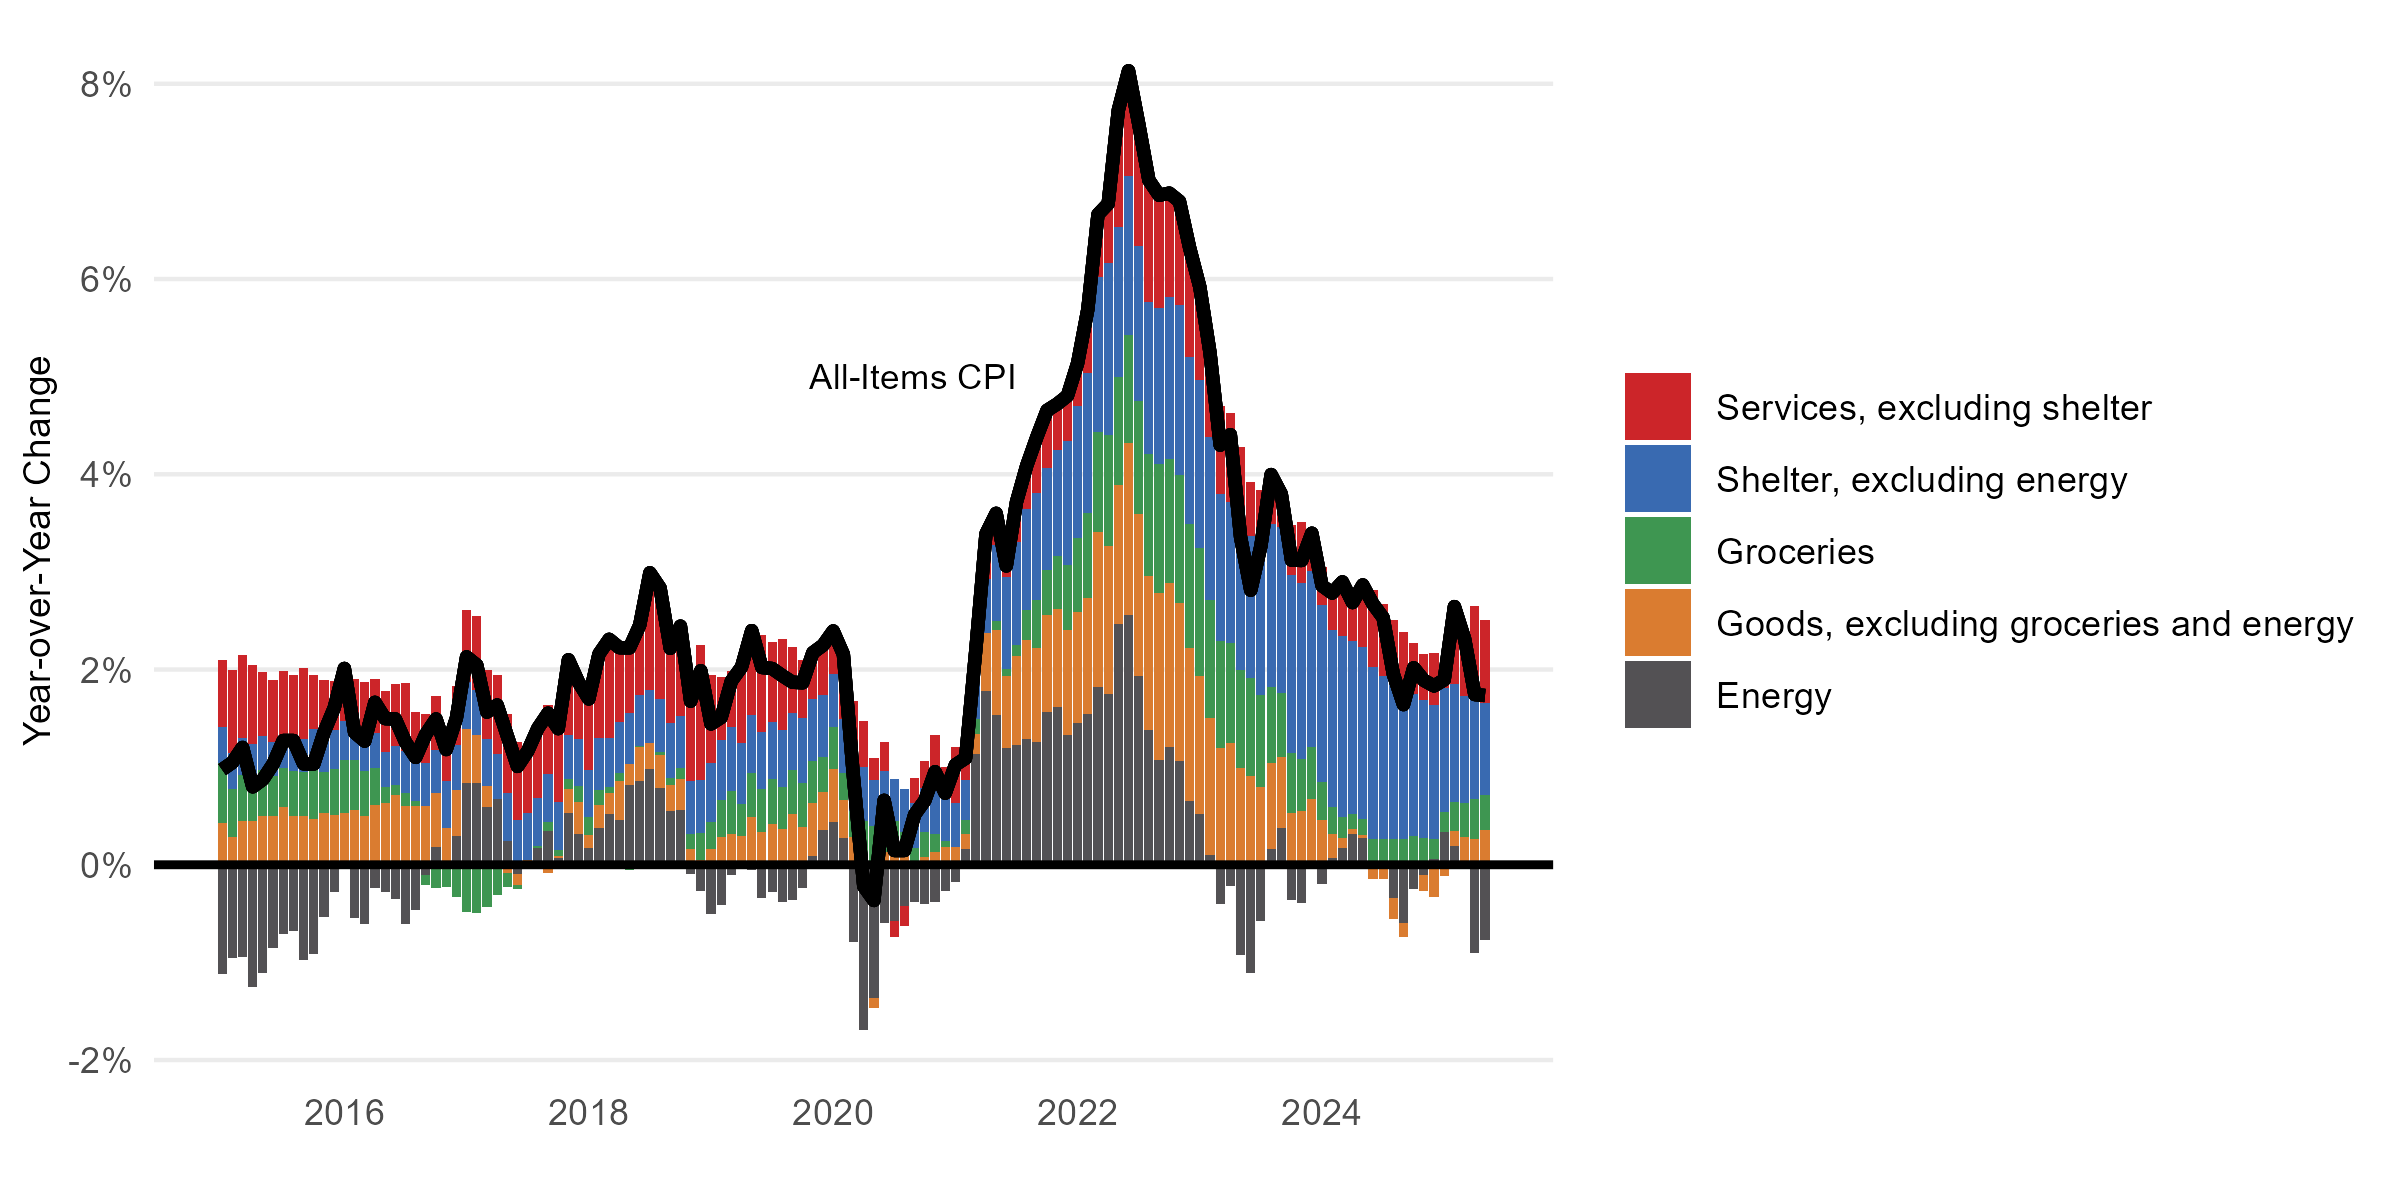 Year-over-Year Change
8%
6%
4%
2%
0%
-2%
All-Items CPI
2016
2018
2020
2022
2024
Services, excluding shelter
Shelter, excluding energy
Groceries
Goods, excluding groceries and energy
Energy